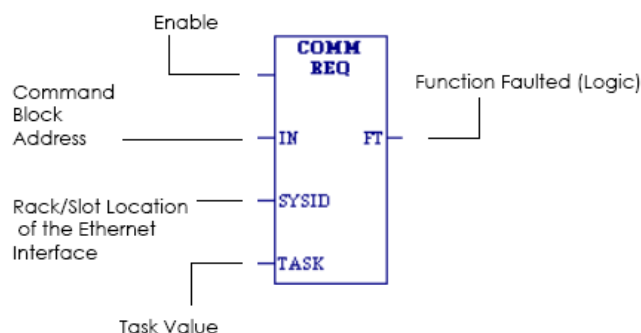 Enable
COMM
REQ
Function Faulted (Logic)
Command
Block
Address
IN
FT
Rack/Slot Location
of the Ethernet
Interface
SYSID
TASK
Task Value